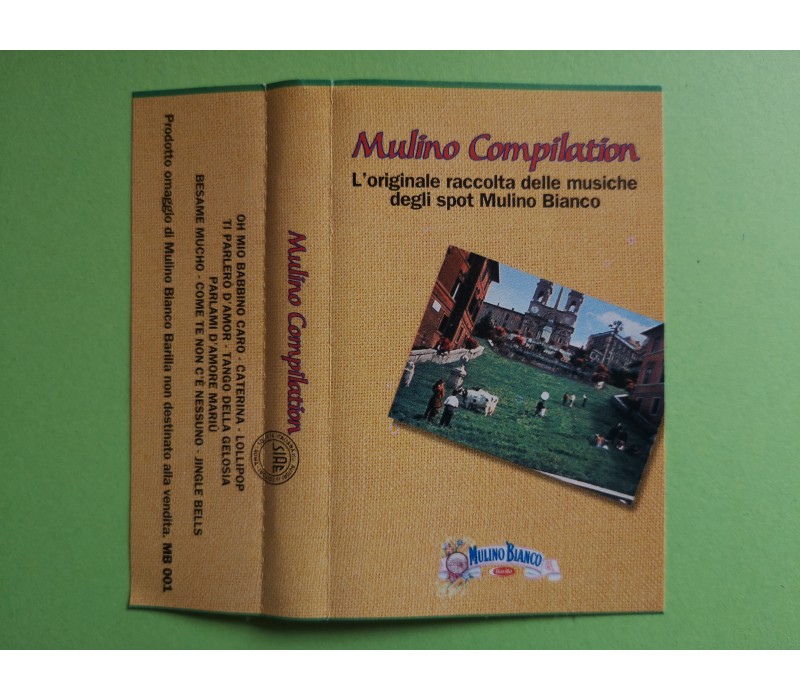 Mulino Compilation
L'originale raccolta delle musiche
degli spot Mulino Bianco
MULINO BIANCO
Mulino Compilation
SIAE
OH MIO BABBINO CARO - CATERINA - LOLLIPOP
TI PARLERÒ D'AMOR - TANGO DELLA GELOSIA
PARLAMI D'AMORE MARIÙ
BESAME MUCHO - COME TE NON C'È NESSUNO - JINGLE BELLS
Prodotto omaggio di Mulino Bianco Barilla non destinato alla vendita. MB 001